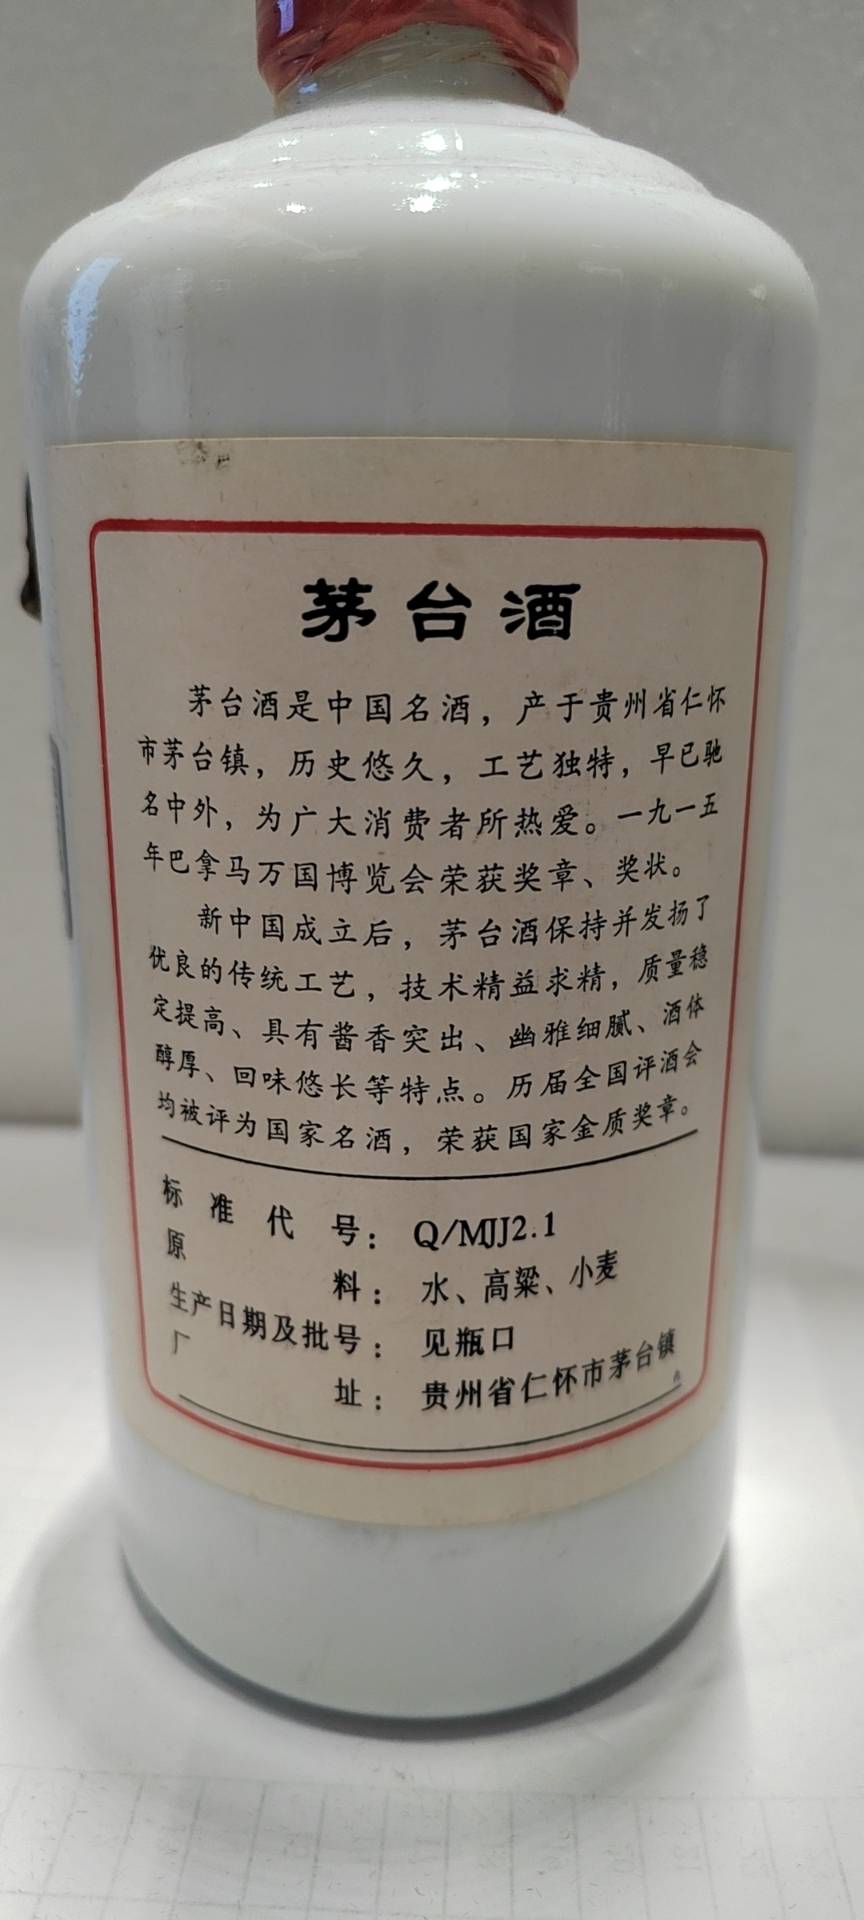 茅台酒
茅台酒是中国名酒，产于贵州省仁怀
市茅台镇，历史悠久，工艺独特，早已驰
名中外，为广大消费者所热爱。一九一五
年巴拿马万国博览会荣获奖章、奖状。
新中国成立后，茅台酒保持并发扬了
优良的传统工艺，技术精益求精，质量稳
定提高、具有酱香突出、幽雅细腻、酒体
醇厚、回味悠长等特点。历届全国评酒会
均被评为国家名酒，荣获国家金质奖章。
标准代号：Q/MJJ2.1
原料：水、高粱、小麦
生产日期及批号：见瓶口
厂址：贵州省仁怀市茅台镇